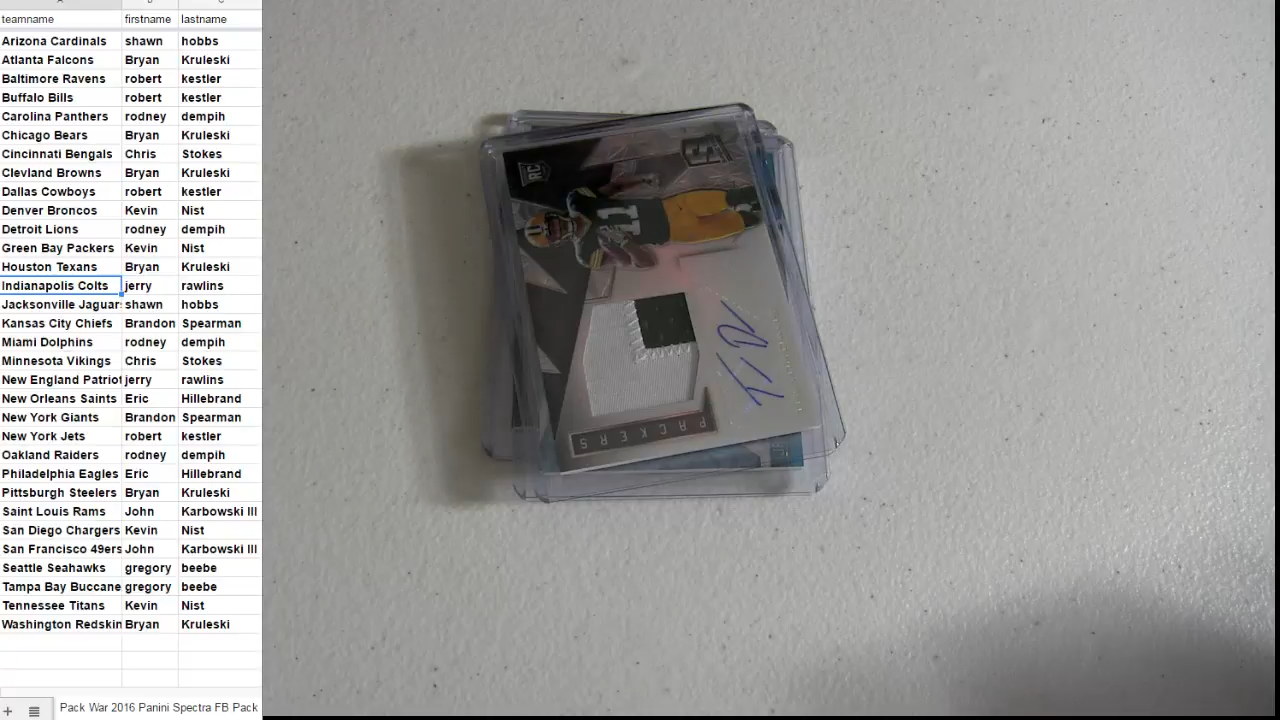 teamname firstname lastname
Arizona Cardinals shawn hobbs
Atlanta Falcons Bryan Kruleski
Baltimore Ravens robert kestler
Buffalo Bills robert kestler
Carolina Panthers rodney dempih
Chicago Bears Bryan Kruleski
Cincinnati Bengals Chris Stokes
Clevland Browns Bryan Kruleski
Dallas Cowboys robert kestler
Denver Broncos Kevin Nist
Detroit Lions rodney dempih
Green Bay Packers Kevin Nist
Houston Texans Bryan Kruleski
Indianapolis Colts jerry rawlins
Jacksonville Jaguar shawn hobbs
Kansas City Chiefs Brandon Spearman
Miami Dolphins rodney dempih
Minnesota Vikings Chris Stokes
New England Patriot jerry rawlins
New Orleans Saints Eric Hillebrand
New York Giants Brandon Spearman
New York Jets robert kestler
Oakland Raiders rodney dempih
Philadelphia Eagles Eric Hillebrand
Pittsburgh Steelers Bryan Kruleski
Saint Louis Rams John Karbowski III
San Diego Chargers Kevin Nist
San Francisco 49ers John Karbowski III
Seattle Seahawks gregory beebe
Tampa Bay Buccane gregory beebe
Tennessee Titans Kevin Nist
Washington Redskin Bryan Kruleski
Pack War 2016 Panini Spectra FB Pack
RC
11
PACKERS